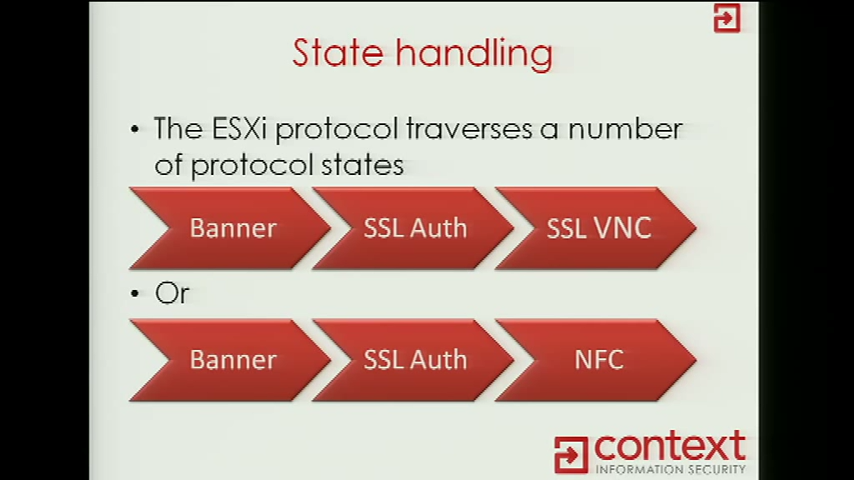 State handling
• The ESXi protocol traverses a number
of protocol states
Banner SSL Auth SSL VNC
• Or
Banner SSL Auth NFC
context
INFORMATION SECURITY